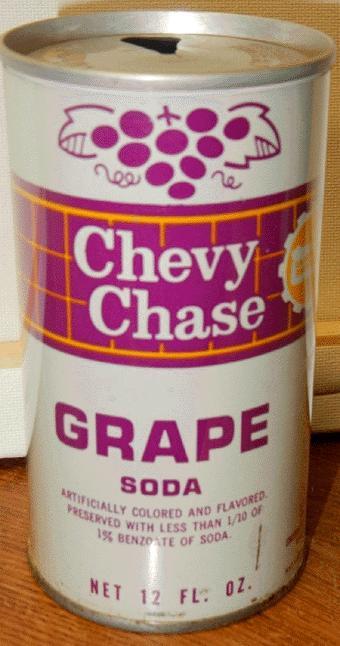 Chevy
Chase
GRAPE
SODA
ARTIFICIALLY COLORED AND FLAVORED.
PRESERVED WITH LESS THAN 1/10 OF
1% BENZOATE OF SODA.
NET 12 FL. OZ.